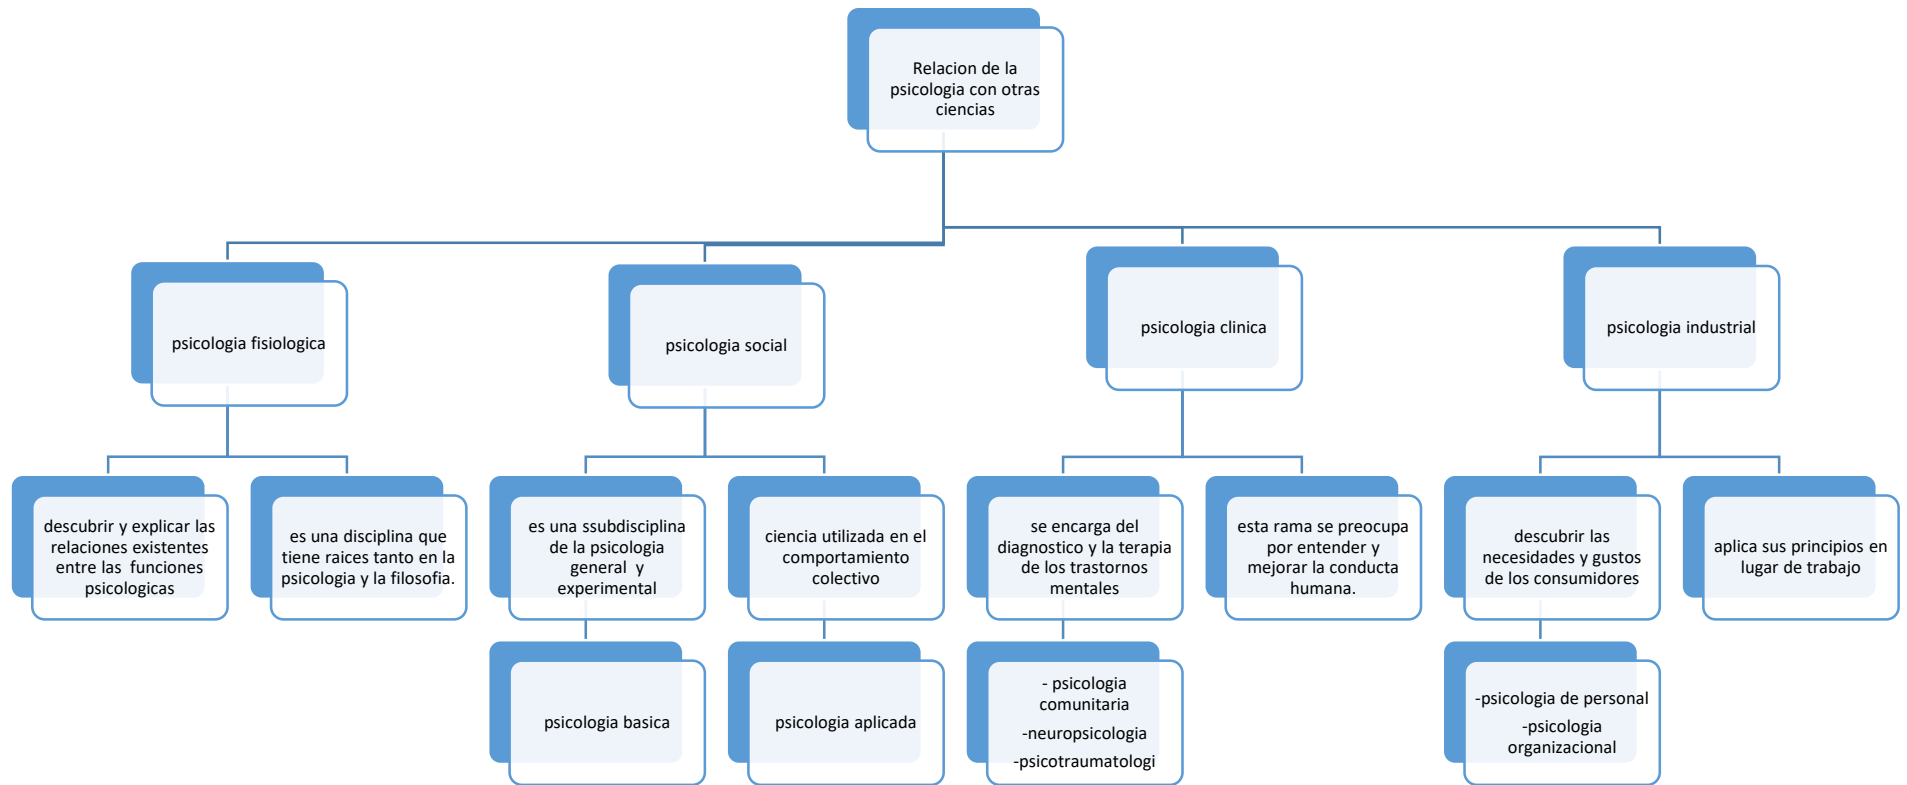 Relacion de la
psicologia con otras
ciencias
psicologia fisiologica
psicologia social
psicologia clinica
psicologia industrial
descubrir y explicar las
relaciones existentes
entre las funciones
psicologicas
es una disciplina que
tiene raices tanto en la
psicologia y la filosofia.
es una ssubdisciplina
de la psicologia
general y
experimental
ciencia utilizada en el
comportamiento
colectivo
se encarga del
diagnostico y la terapia
de los trastornos
mentales
esta rama se preocupa
por entender y
mejorar la conducta
humana.
descubrir las
necesidades y gustos
de los consumidores
aplica sus principios en
lugar de trabajo
psicologia basica
psicologia aplicada
- psicologia
comunitaria
-neuropsicologia
-psicotraumatologi
-psicologia de personal
-psicologia
organizacional